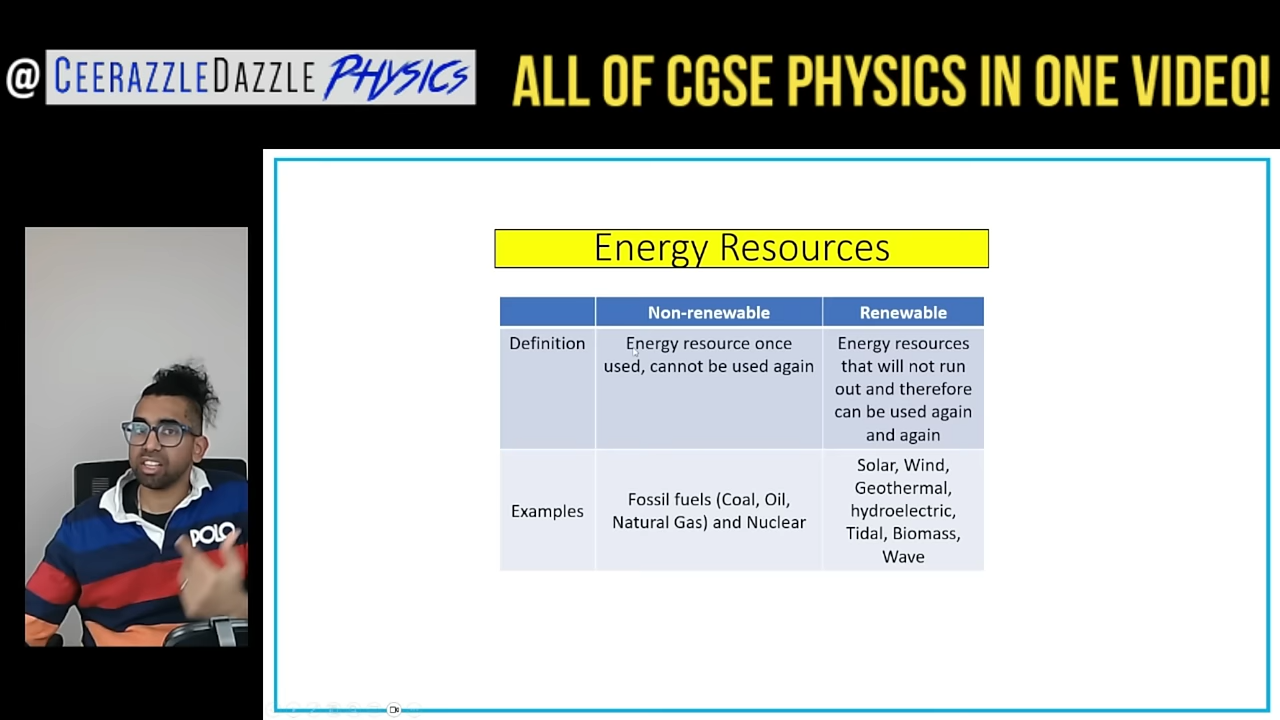 @ CEERAZZLEDAZZLE PHYSICS
ALL OF CGSE PHYSICS IN ONE VIDEO!
Energy Resources
Non-renewable
Renewable
Definition
Energy resource once
used, cannot be used again
Energy resources
that will not run
out and therefore
can be used again
and again
Examples
Fossil fuels (Coal, Oil,
Natural Gas) and Nuclear
Solar, Wind,
Geothermal,
hydroelectric,
Tidal, Biomass,
Wave
POLO